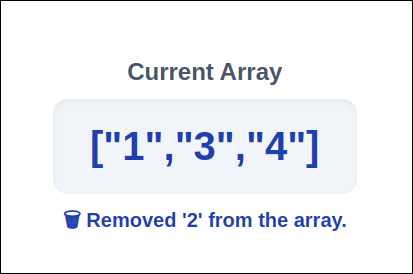 Current Array
["1","3","4"]
🗑 Removed '2' from the array.